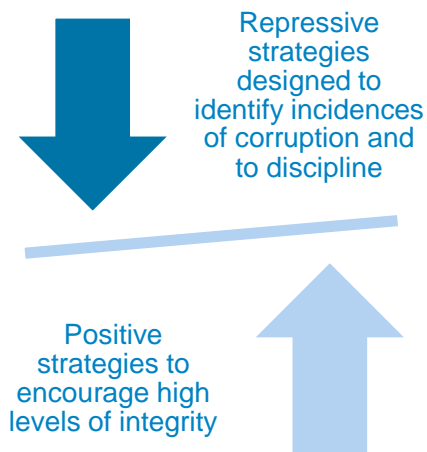 Repressive
strategies
designed to
identify incidences
of corruption and
to discipline
Positive
strategies to
encourage high
levels of integrity